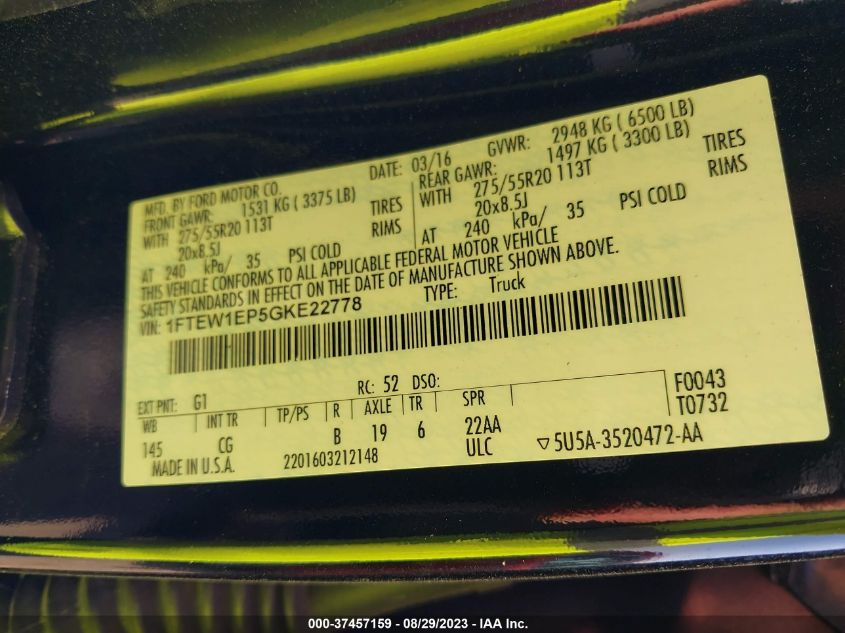 MFD. BY FORD MOTOR CO.
DATE: 03/16
GVWR: 2948 KG ( 6500 LB)
FRONT GAWR: 1531 KG ( 3375 LB)
REAR GAWR: 1497 KG ( 3300 LB)
WITH 275/55R20 113T TIRES
WITH 275/55R20 113T TIRES
20x8.5J RIMS
20x8.5J RIMS
AT 240 kPa/ 35 PSI COLD
AT 240 kPa/ 35 PSI COLD
THIS VEHICLE CONFORMS TO ALL APPLICABLE FEDERAL MOTOR VEHICLE
SAFETY STANDARDS IN EFFECT ON THE DATE OF MANUFACTURE SHOWN ABOVE.
VIN: 1FTEW1EP5GKE22778
TYPE: Truck
EXT PNT: G1
RC: 52 DSO:
F0043
WB INT TR TP/PS R AXLE TR SPR
T0732
145 CG B 19 6 22AA
MADE IN U.S.A. 2201603212148 ULC ▽5U5A-3520472-AA
000-37457159 - 08/29/2023 - IAA Inc.